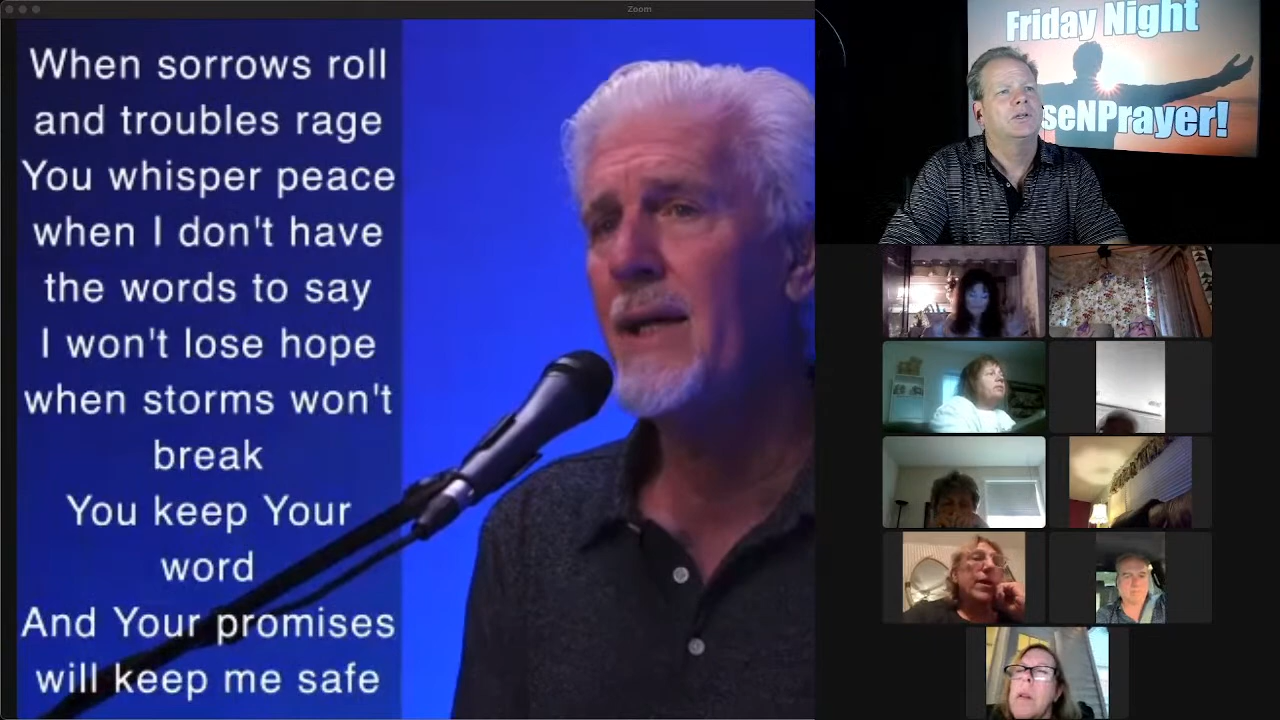 Zoom
When sorrows roll
and troubles rage
You whisper peace
when I don't have
the words to say
I won't lose hope
when storms won't
break
You keep Your
word
And Your promises
will keep me safe
Friday Night
seNPrayer!